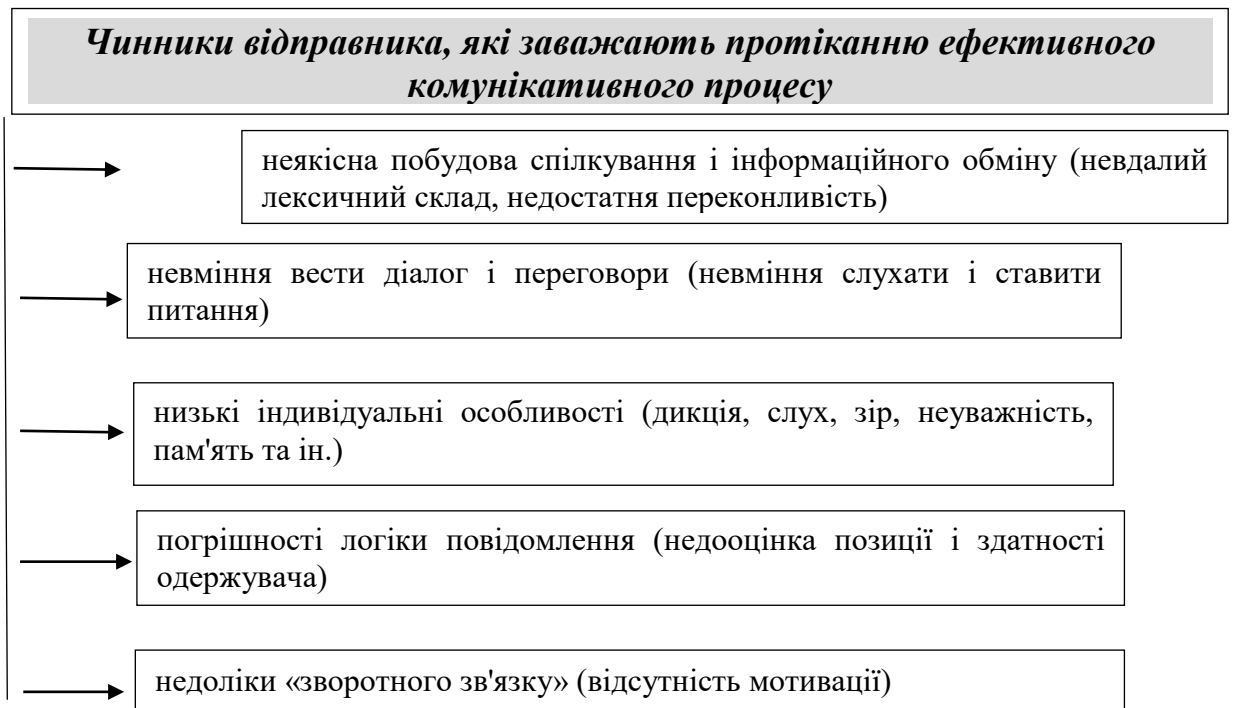 Чинники відправника, які заважають протіканню ефективного
комунікативного процесу
неякісна побудова спілкування і інформаційного обміну (невдалий
лексичний склад, недостатня переконливість)
невміння вести діалог і переговори (невміння слухати і ставити
питання)
низькі індивідуальні особливості (дикція, слух, зір, неуважність,
пам'ять та ін.)
погрішності логіки повідомлення (недооцінка позиції і здатності
одержувача)
недоліки «зворотного зв'язку» (відсутність мотивації)